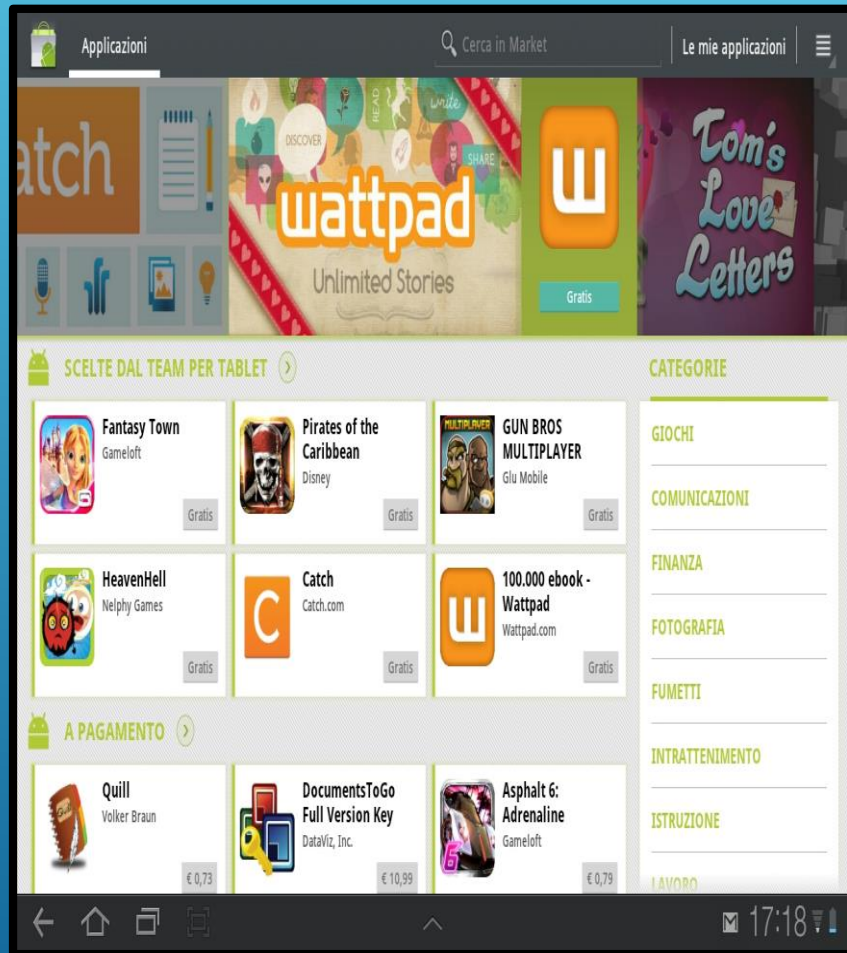 Applicazioni
Cerca in Market
Le mie applicazioni
atch
DISCOVER
READ
write
SHARE
wattpad
Unlimited Stories
W
Gratis
Tom's
Love
Letters
SCELTE DAL TEAM PER TABLET
Fantasy Town
Gameloft
Gratis
Pirates of the
Caribbean
Disney
Gratis
MULTIPLAYER
GUN BROS
MULTIPLAYER
Glu Mobile
Gratis
HeavenHell
Nelphy Games
Gratis
C
Catch
Catch.com
Gratis
W
100.000 ebook -
Wattpad
Wattpad.com
Gratis
A PAGAMENTO
Quill
Quill
Volker Braun
€ 0,73
DocumentsToGo
Full Version Key
DataViz, Inc.
€ 10,99
6
Asphalt 6:
Adrenaline
Gameloft
€ 0,79
CATEGORIE
GIOCHI
COMUNICAZIONI
FINANZA
FOTOGRAFIA
FUMETTI
INTRATTENIMENTO
ISTRUZIONE
LAVORO
17:18